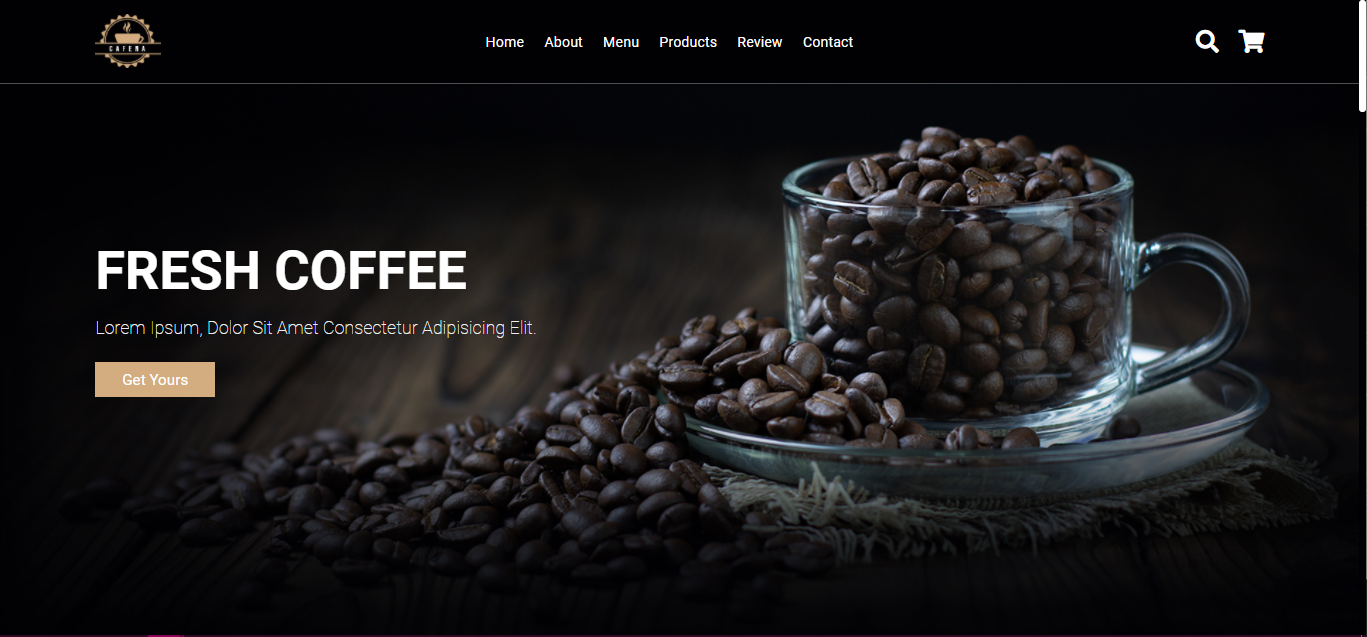 CAFENA
Home About Menu Products Review Contact
FRESH COFFEE
Lorem Ipsum, Dolor Sit Amet Consectetur Adipisicing Elit.
Get Yours